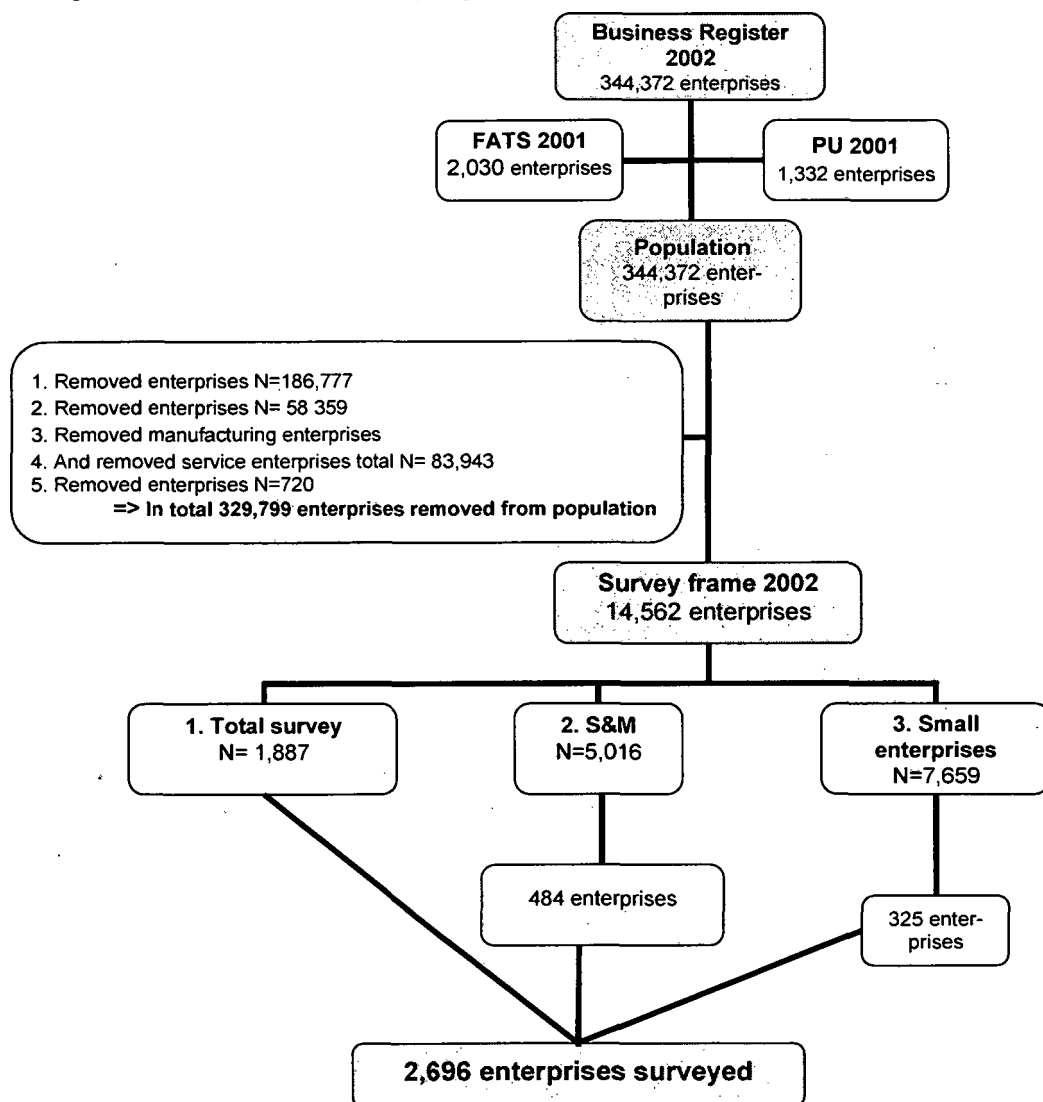 Business Register
2002
344,372 enterprises
FATS 2001
2,030 enterprises
PU 2001
1,332 enterprises
Population
344,372 enter-
prises
1. Removed enterprises N=186,777
2. Removed enterprises N= 58 359
3. Removed manufacturing enterprises
4. And removed service enterprises total N= 83,943
5. Removed enterprises N=720
=> In total 329,799 enterprises removed from population
Survey frame 2002
14,562 enterprises
1. Total survey
N= 1,887
2. S&M
N=5,016
3. Small
enterprises
N=7,659
484 enterprises
325 enter-
prises
2,696 enterprises surveyed